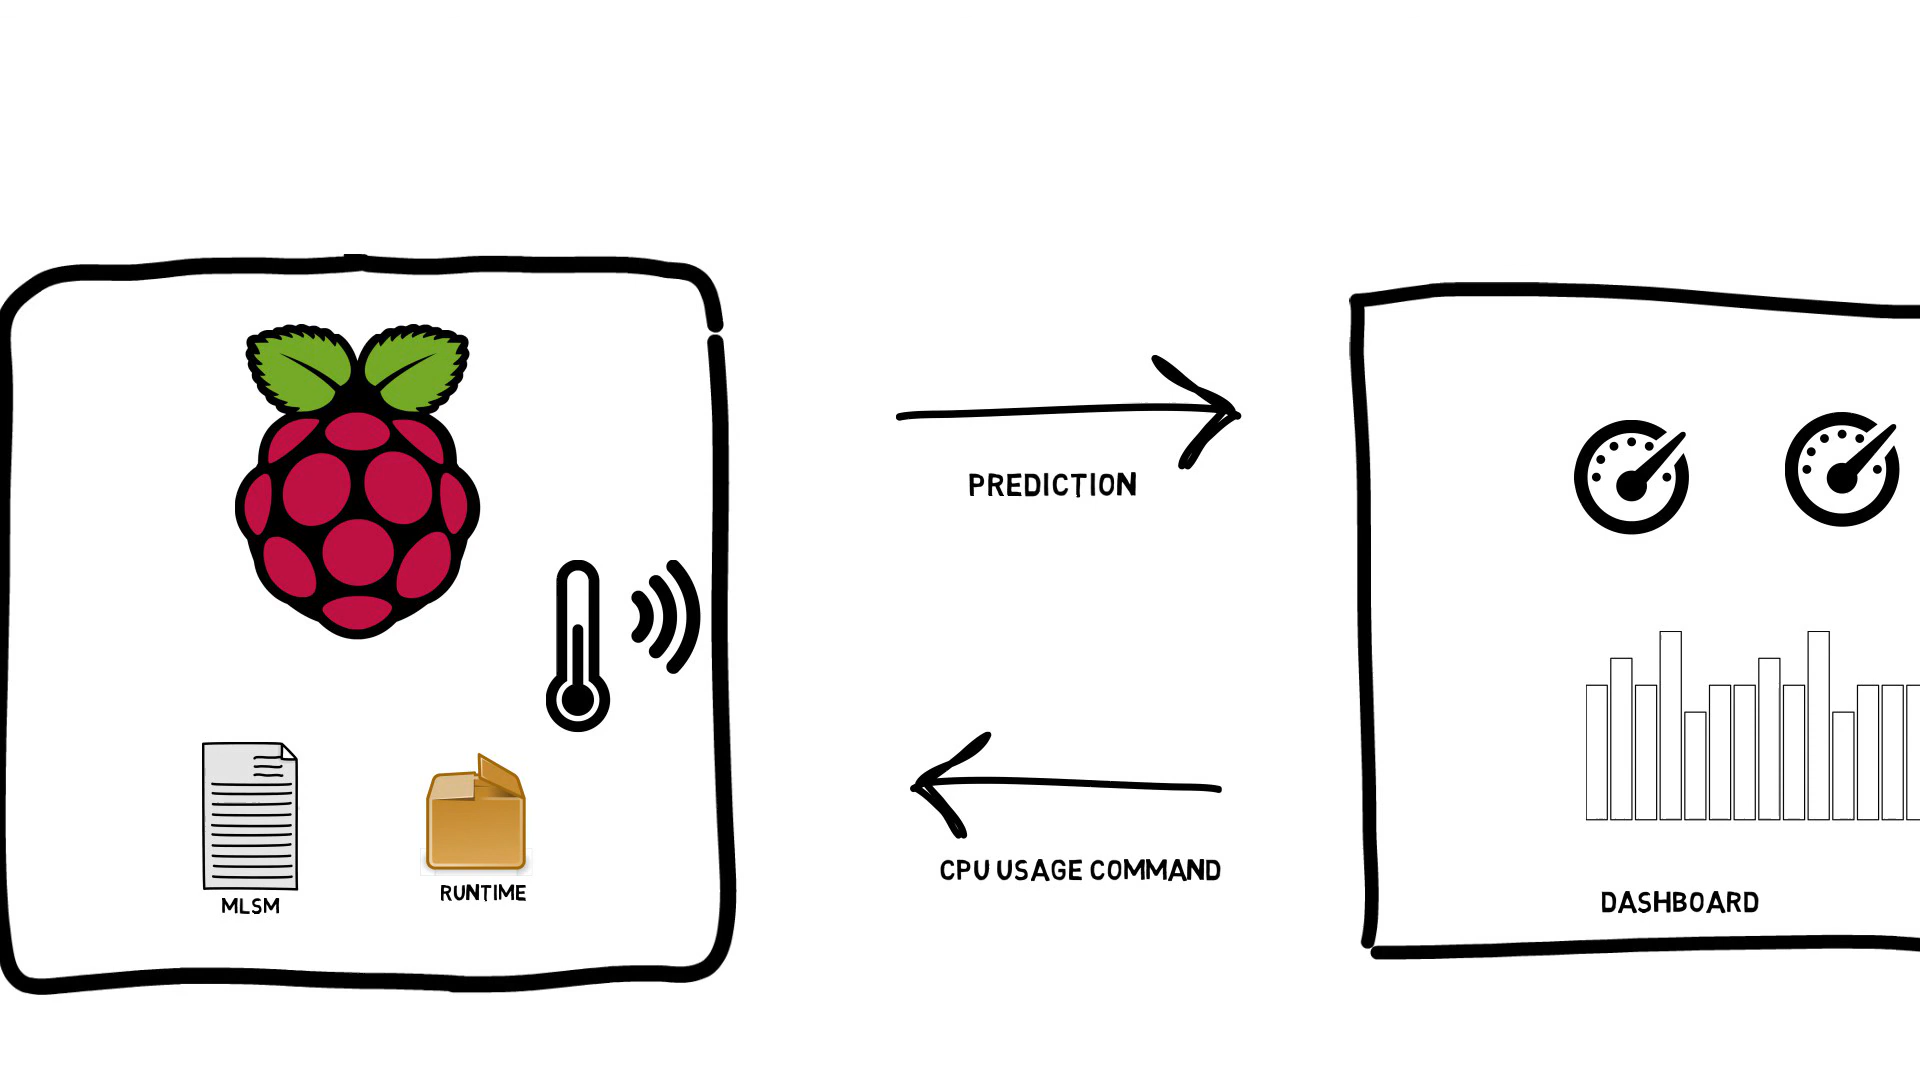 PREDICTION
CPU USAGE COMMAND
MLSM
RUNTIME
DASHBOARD